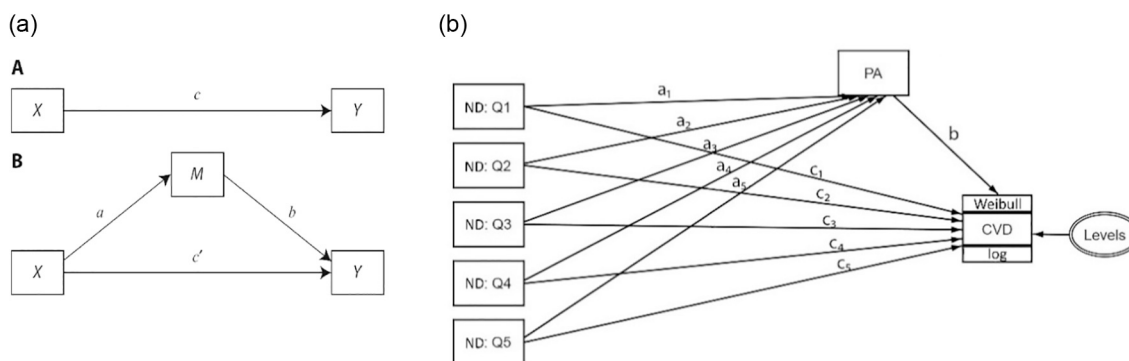 (a)
A
X
c
Y
B
M
a
b
X
c′
Y
(b)
PA
ND: Q1
a₁
b
a₂
ND: Q2
a₃
a₄
c₁
a₅
c₂
Weibull
ND: Q3
c₃
CVD
Levels
c₄
log
ND: Q4
c₅
ND: Q5